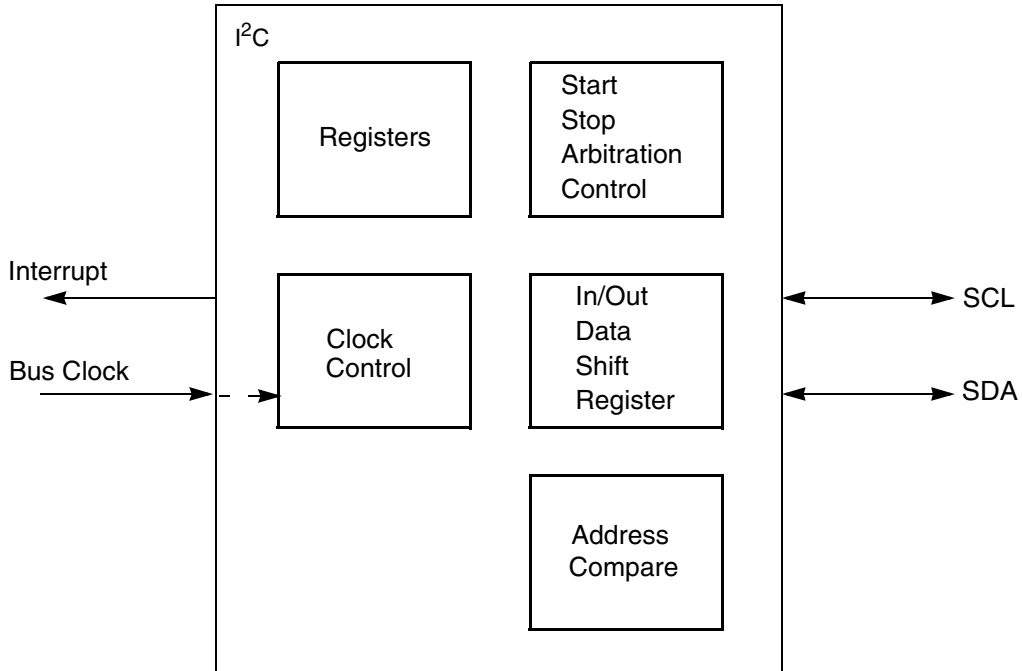 I²C
Registers
Start
Stop
Arbitration
Control
Interrupt
Bus Clock
Clock
Control
In/Out
Data
Shift
Register
SCL
SDA
Address
Compare